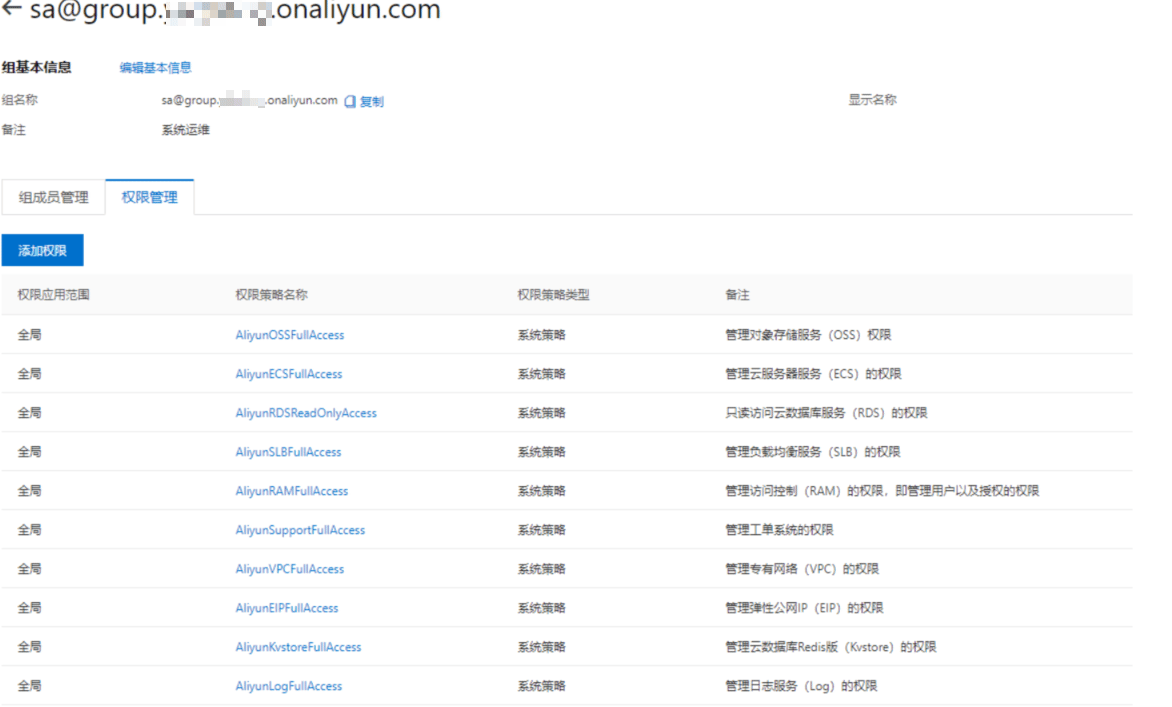 sa@group. .onaliyun.com
组基本信息 编辑基本信息
组名称 sa@group. .onaliyun.com 复制 显示名称
备注 系统运维
组成员管理 权限管理
添加权限
权限应用范围 权限策略名称 权限策略类型 备注
全局 AliyunOSSFullAccess 系统策略 管理对象存储服务（OSS）权限
全局 AliyunECSFullAccess 系统策略 管理云服务器服务（ECS）的权限
全局 AliyunRDSReadOnlyAccess 系统策略 只读访问云数据库服务（RDS）的权限
全局 AliyunSLBFullAccess 系统策略 管理负载均衡服务（SLB）的权限
全局 AliyunRAMFullAccess 系统策略 管理访问控制（RAM）的权限，即管理用户以及授权的权限
全局 AliyunSupportFullAccess 系统策略 管理工单系统的权限
全局 AliyunVPCFullAccess 系统策略 管理专有网络（VPC）的权限
全局 AliyunEIPFullAccess 系统策略 管理弹性公网IP（EIP）的权限
全局 AliyunKvstoreFullAccess 系统策略 管理云数据库Redis版（Kvstore）的权限
全局 AliyunLogFullAccess 系统策略 管理日志服务（Log）的权限